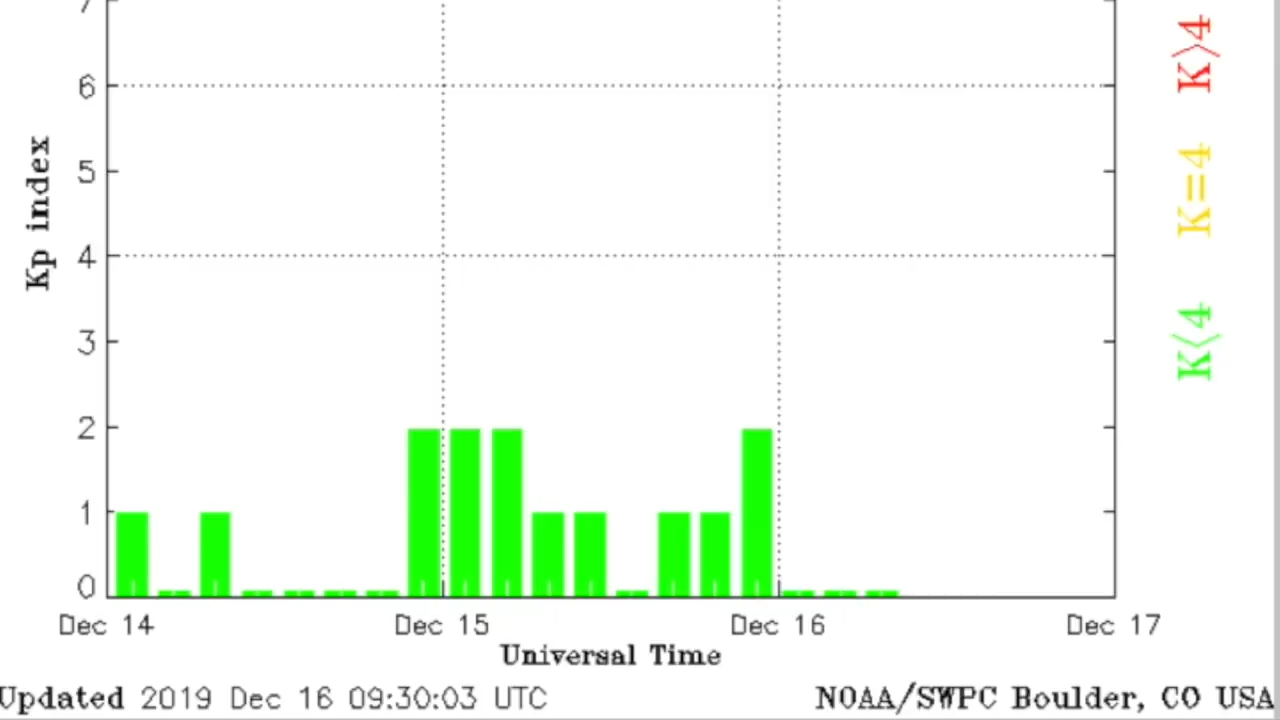 7
6
5
4
3
2
1
0
Kp index
K>4
K=4
K<4
Dec 14 Dec 15 Dec 16 Dec 17
Universal Time
Updated 2019 Dec 16 09:30:03 UTC NOAA/SWPC Boulder, CO USA